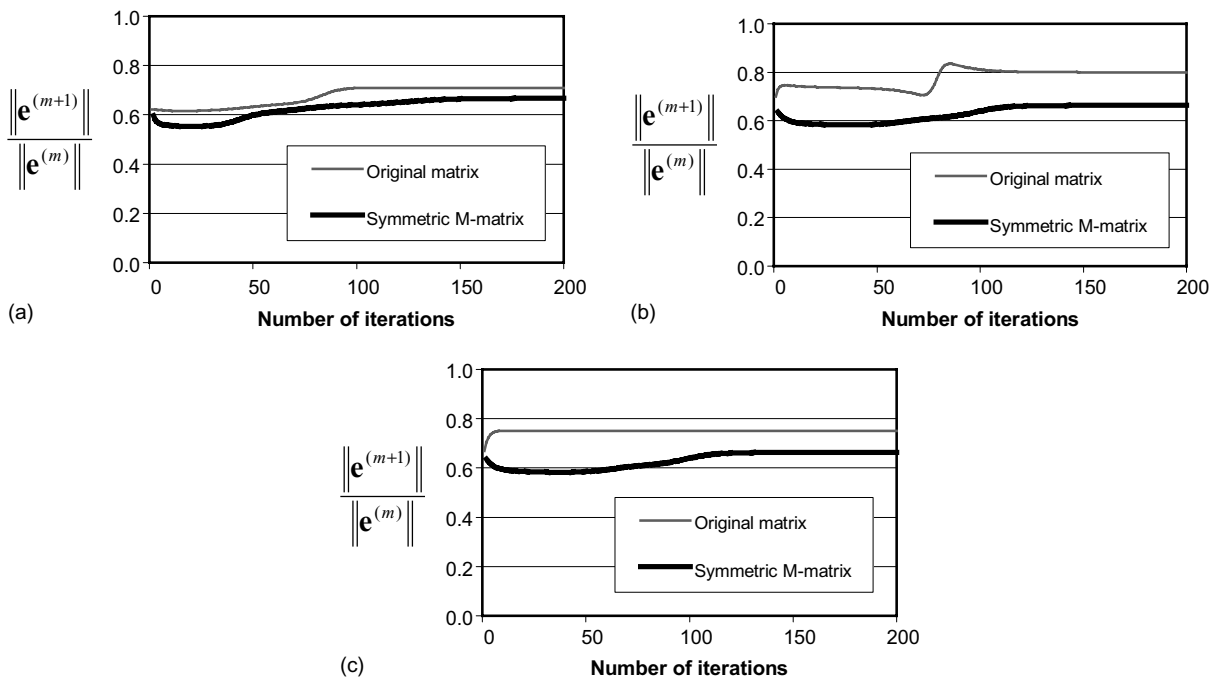 1.0
0.8
0.6
0.4
0.2
0.0
‖e^(m+1)‖
‖e^(m)‖
Original matrix
Symmetric M-matrix
0 50 100 150 200
Number of iterations
(a)
1.0
0.8
0.6
0.4
0.2
0.0
‖e^(m+1)‖
‖e^(m)‖
Original matrix
Symmetric M-matrix
0 50 100 150 200
Number of iterations
(b)
1.0
0.8
0.6
0.4
0.2
0.0
‖e^(m+1)‖
‖e^(m)‖
Original matrix
Symmetric M-matrix
0 50 100 150 200
Number of iterations
(c)